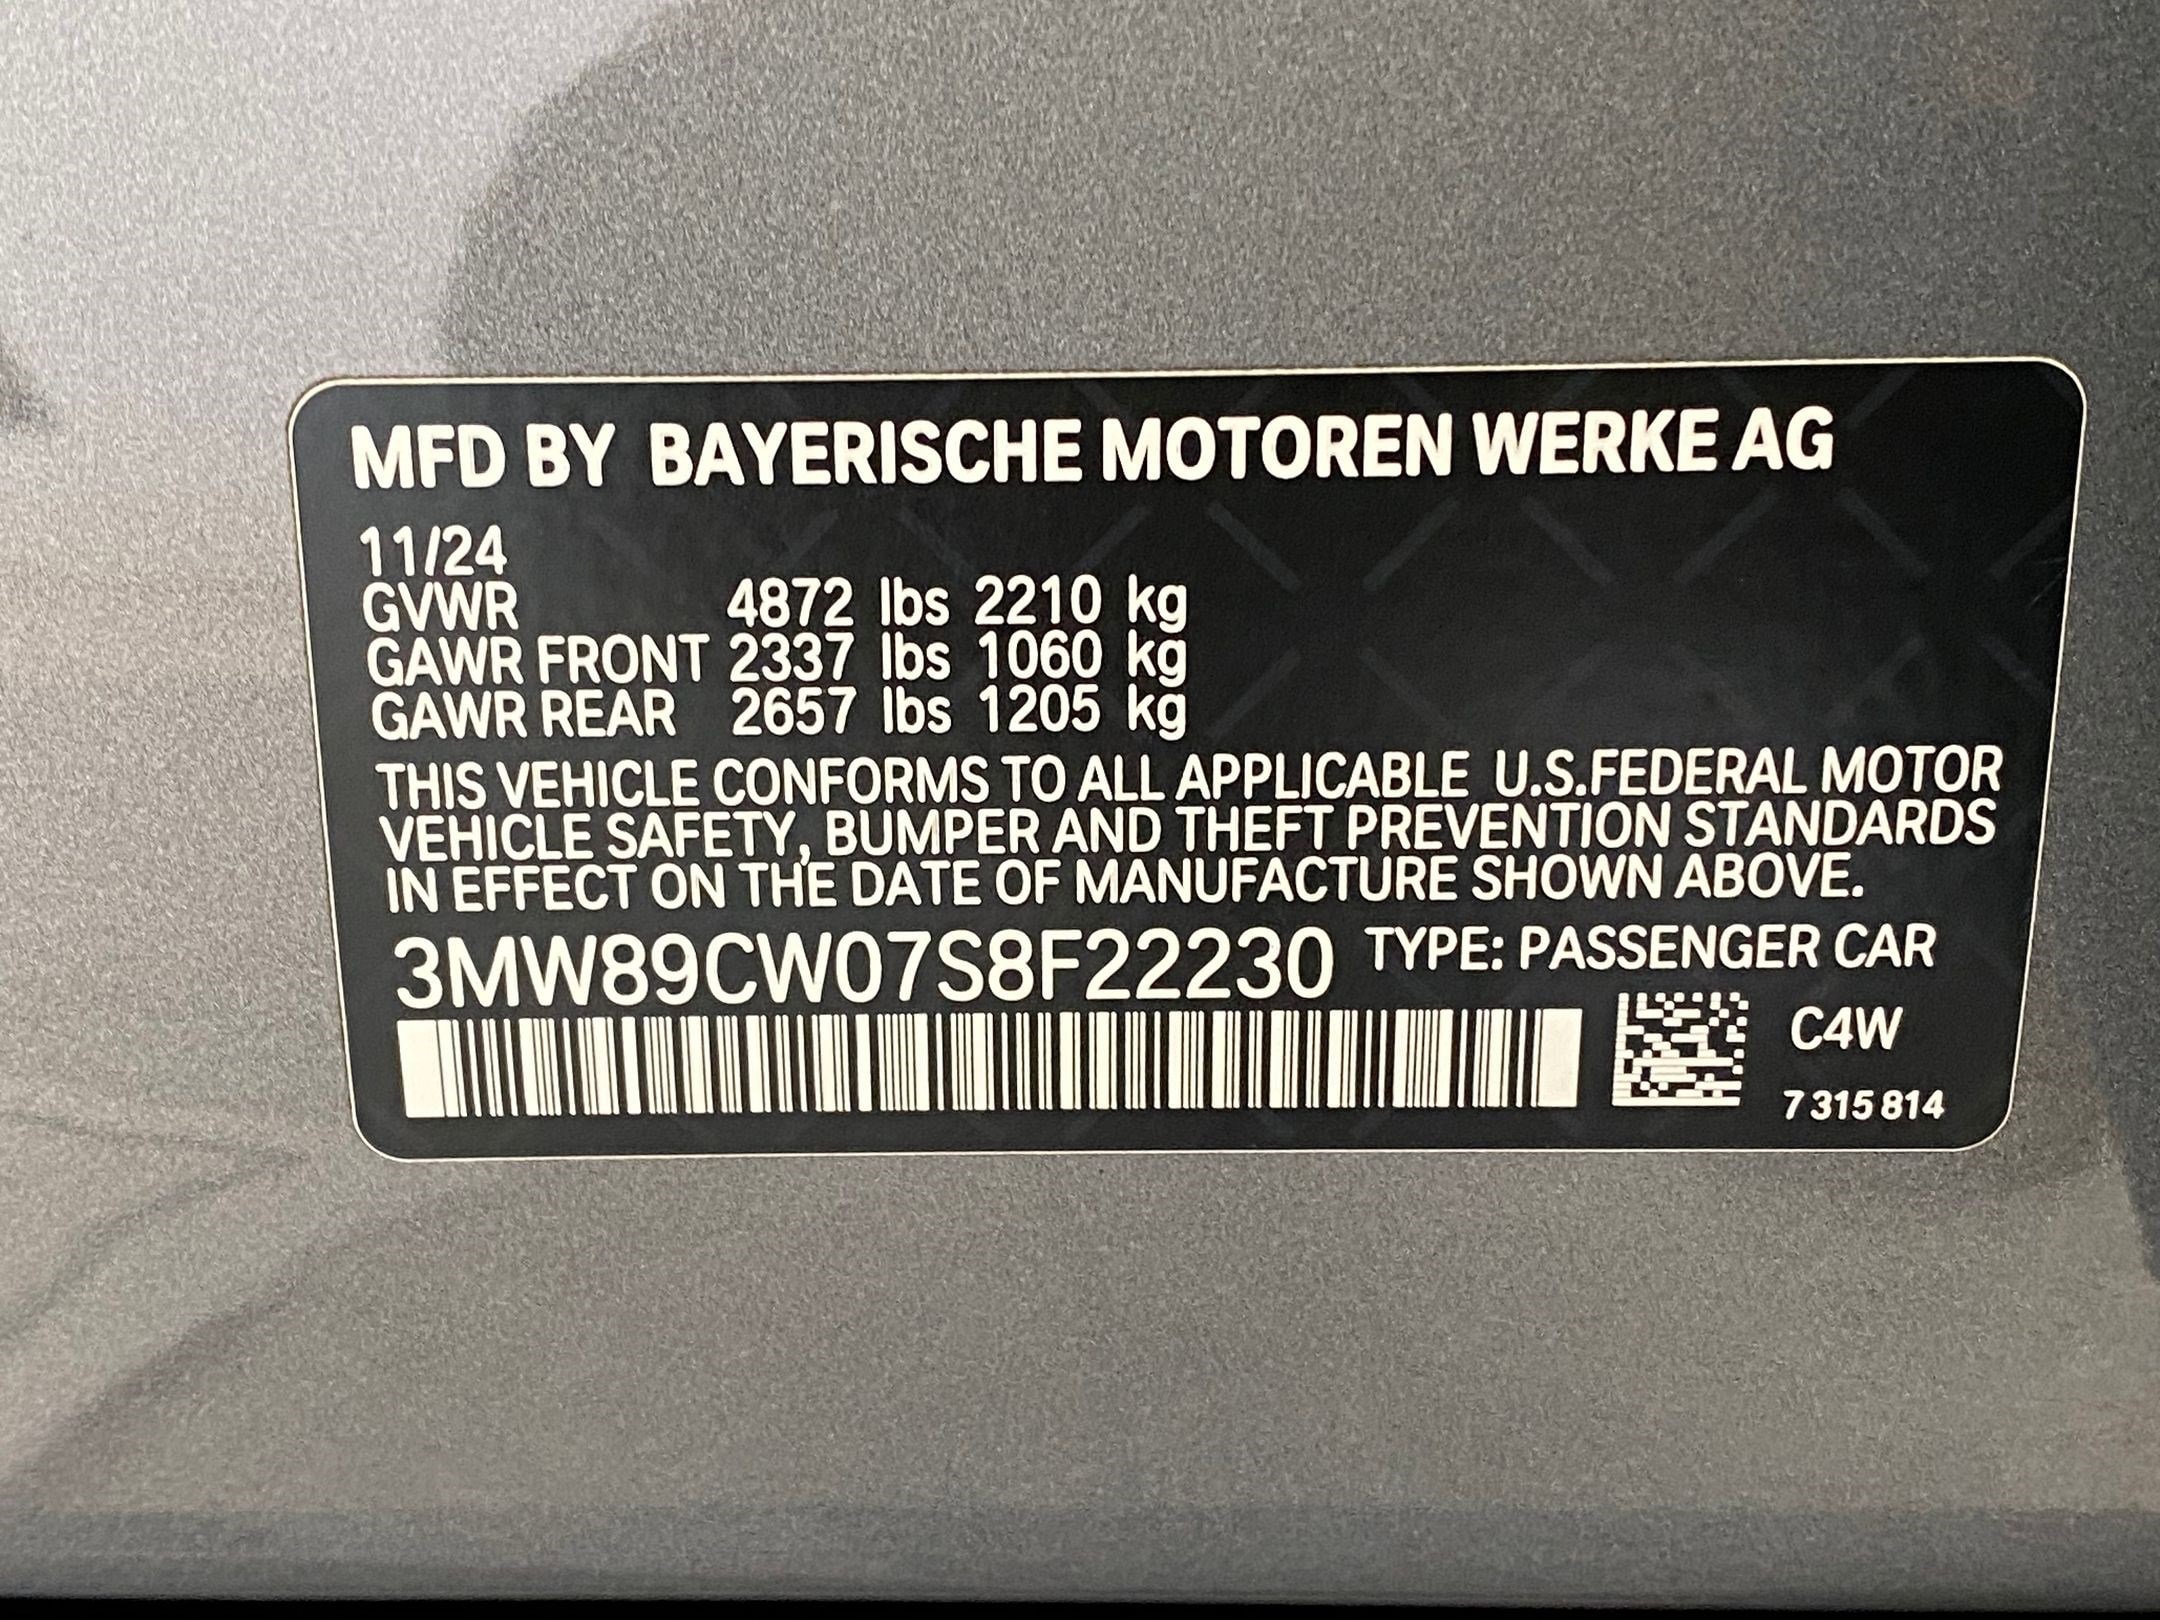 MFD BY BAYERISCHE MOTOREN WERKE AG
11/24
GVWR 4872 lbs 2210 kg
GAWR FRONT 2337 lbs 1060 kg
GAWR REAR 2657 lbs 1205 kg
THIS VEHICLE CONFORMS TO ALL APPLICABLE U.S.FEDERAL MOTOR
VEHICLE SAFETY, BUMPER AND THEFT PREVENTION STANDARDS
IN EFFECT ON THE DATE OF MANUFACTURE SHOWN ABOVE.
3MW89CW07S8F22230 TYPE: PASSENGER CAR
C4W
7 315 814